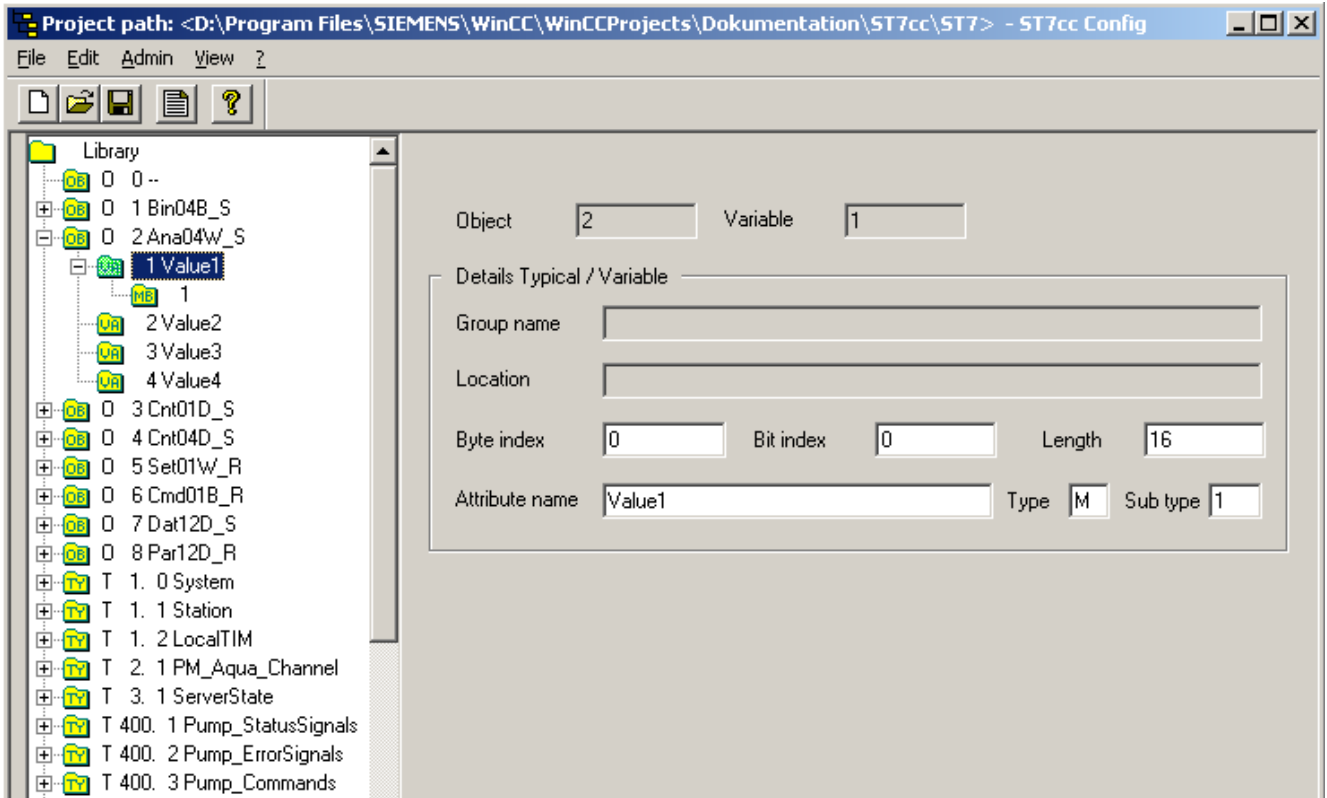 Project path: <D:\Program Files\SIEMENS\WinCC\WinCCProjects\Dokumentation\ST7cc\ST7> - ST7cc Config
File Edit Admin View ?
Library
OB O 0 --
OB O 1 Bin04B_S
OB O 2 Ana04W_S
VA 1 Value1
MB 1
VA 2 Value2
VA 3 Value3
VA 4 Value4
OB O 3 Cnt01D_S
OB O 4 Cnt04D_S
OB O 5 Set01W_R
OB O 6 Cmd01B_R
OB O 7 Dat12D_S
OB O 8 Par12D_R
TY T 1. 0 System
TY T 1. 1 Station
TY T 1. 2 LocalTIM
TY T 2. 1 PM_Aqua_Channel
TY T 3. 1 ServerState
TY T 400. 1 Pump_StatusSignals
TY T 400. 2 Pump_ErrorSignals
TY T 400. 3 Pump_Commands
Object 2 Variable 1
Details Typical / Variable
Group name
Location
Byte index 0 Bit index 0 Length 16
Attribute name Value1 Type M Sub type 1